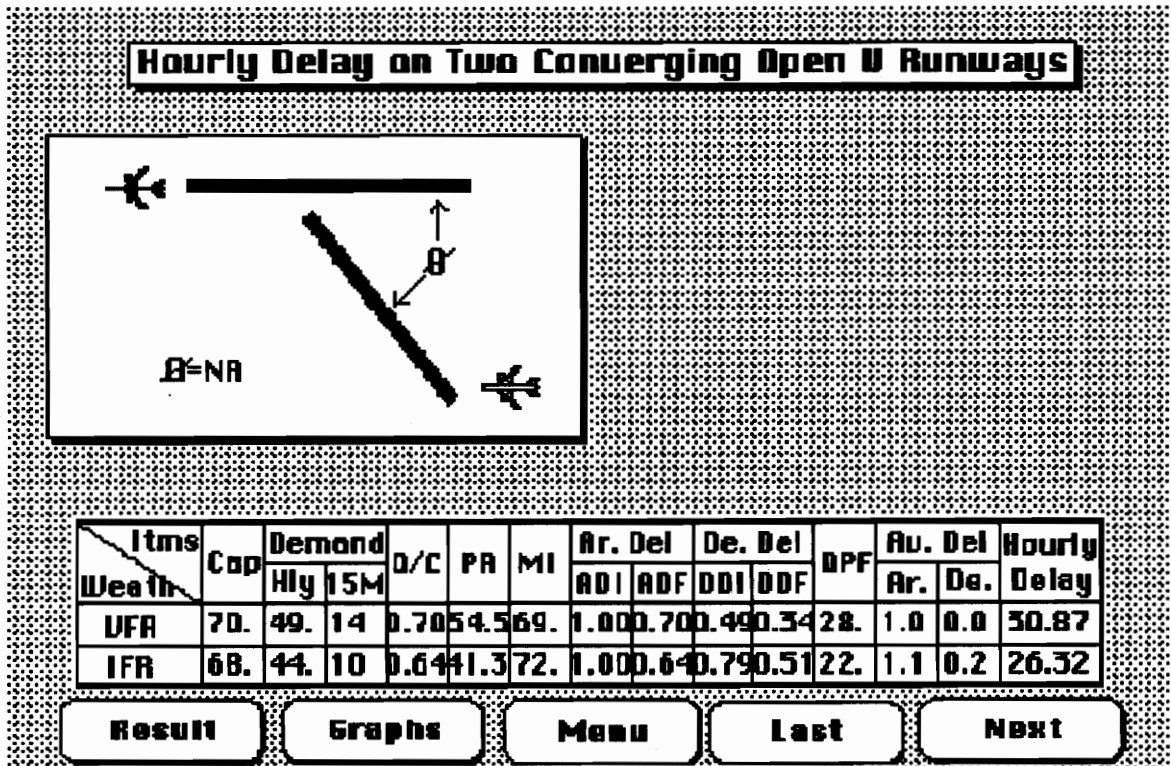 Hourly Delay on Two Converging Open V Runways
θ
θ=NA
Itms Cap Demand D/C PA MI Ar. Del De. Del DPF Av. Del Hourly Delay
Weath Hly 15M ADI ADF DDI DDF Ar. De.
VFR 70. 49. 14 0.70 54.5 69. 1.00 0.70 0.49 0.34 28. 1.0 0.0 30.87
IFR 68. 44. 10 0.64 41.3 72. 1.00 0.64 0.79 0.51 22. 1.1 0.2 26.32
Result Graphs Menu Last Next